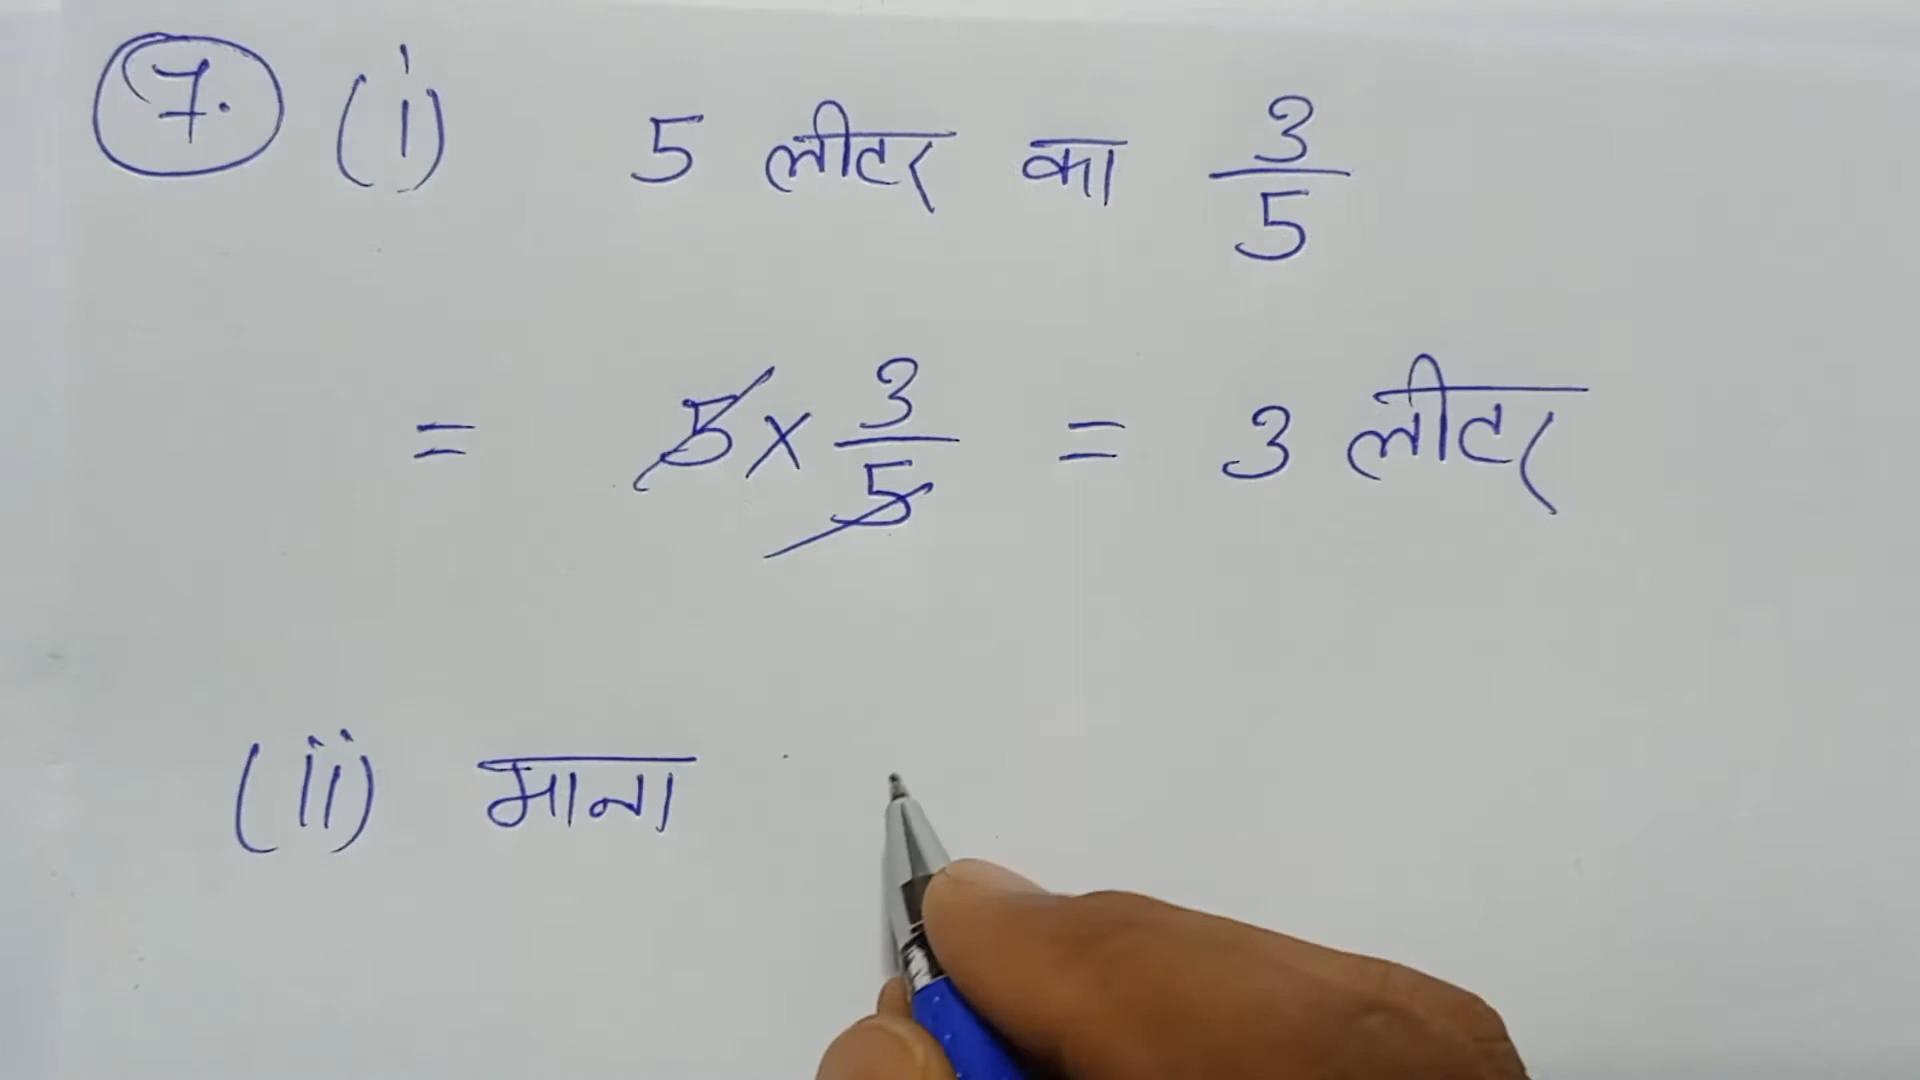 7. (i) 5 लीटर का 3/5
= 5 × 3/5 = 3 लीटर
(ii) माना